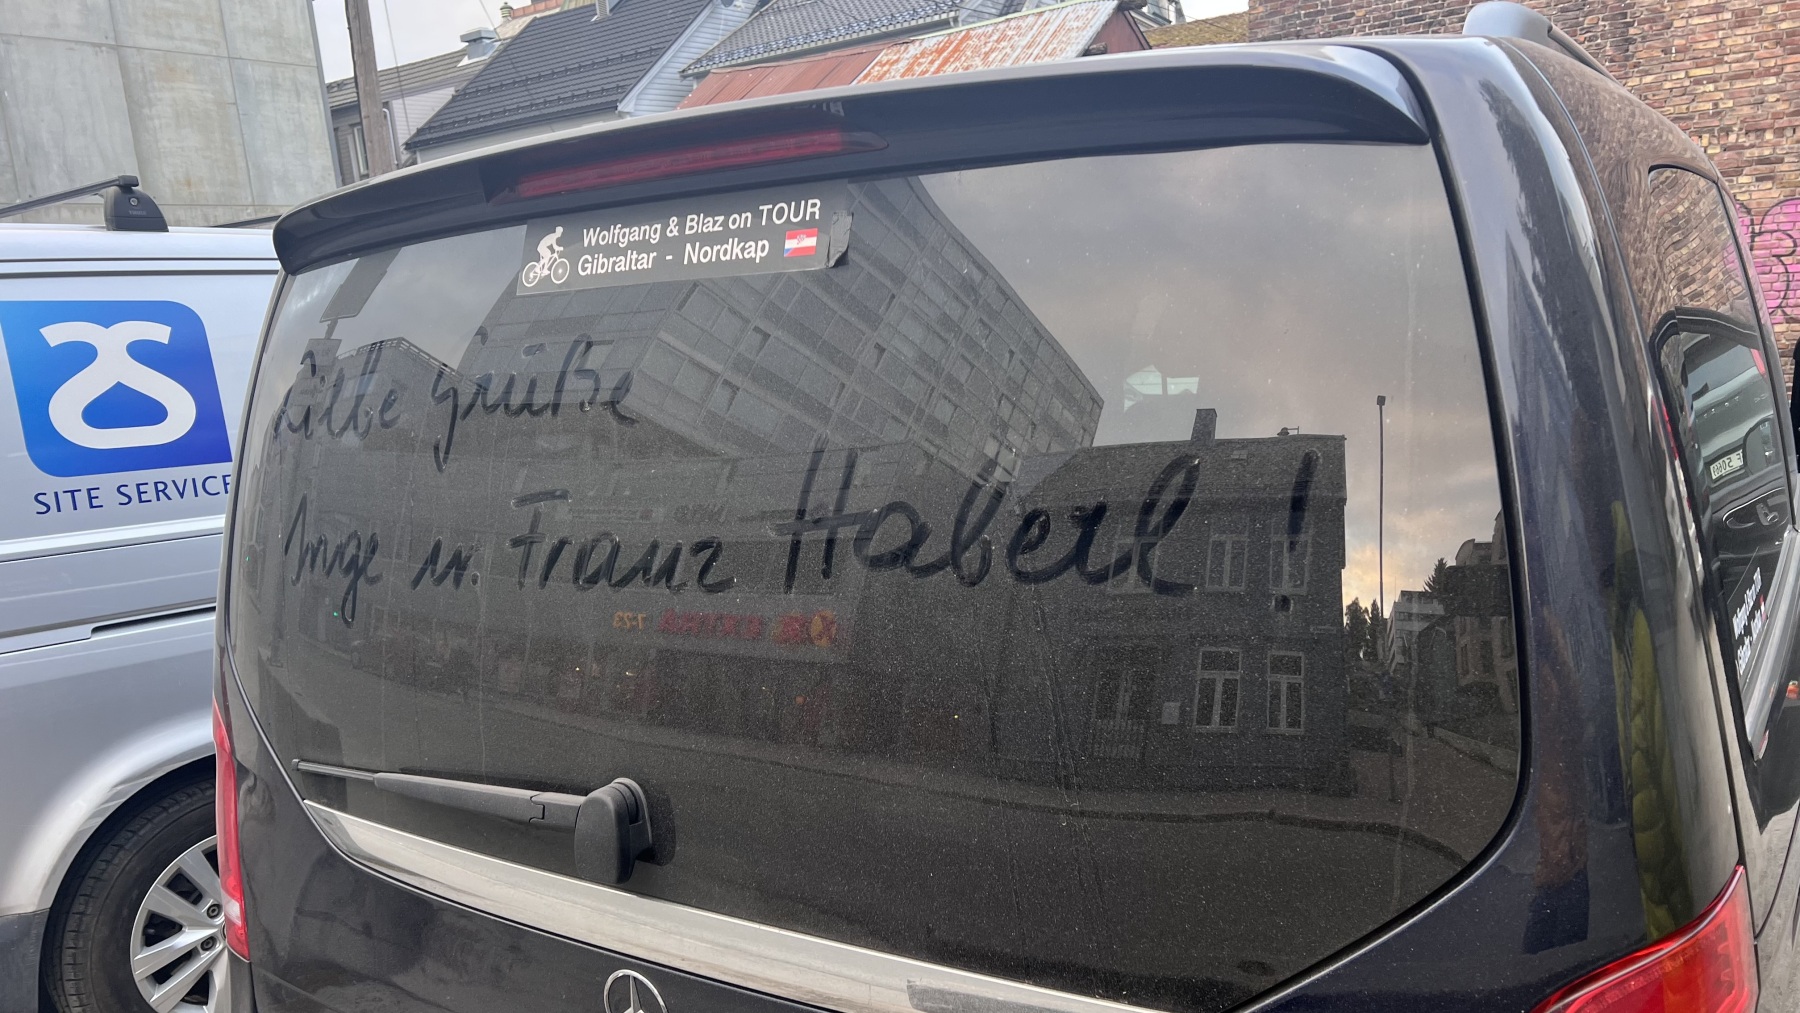 Wolfgang & Blaz on TOUR
Gibraltar - Nordkap
Liebe Grüße
Inge u. Franz Haberl !
SITE SERVICE